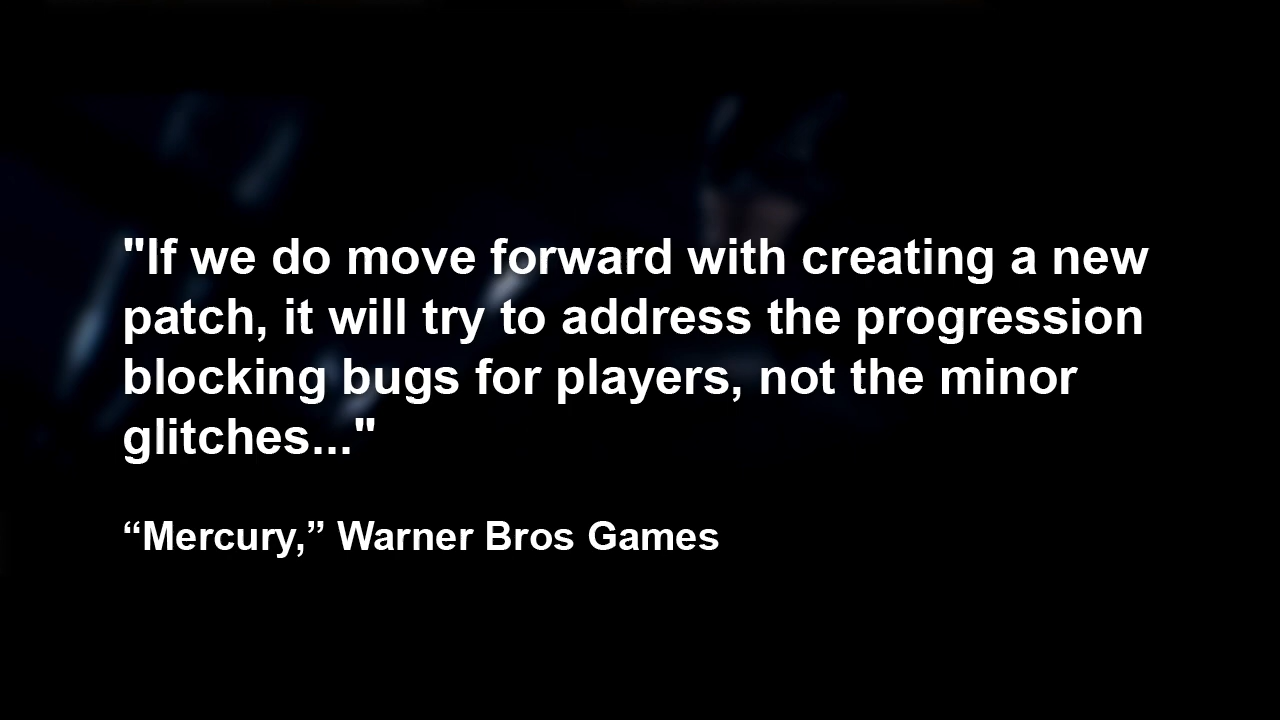 "If we do move forward with creating a new
patch, it will try to address the progression
blocking bugs for players, not the minor
glitches..."
“Mercury,” Warner Bros Games